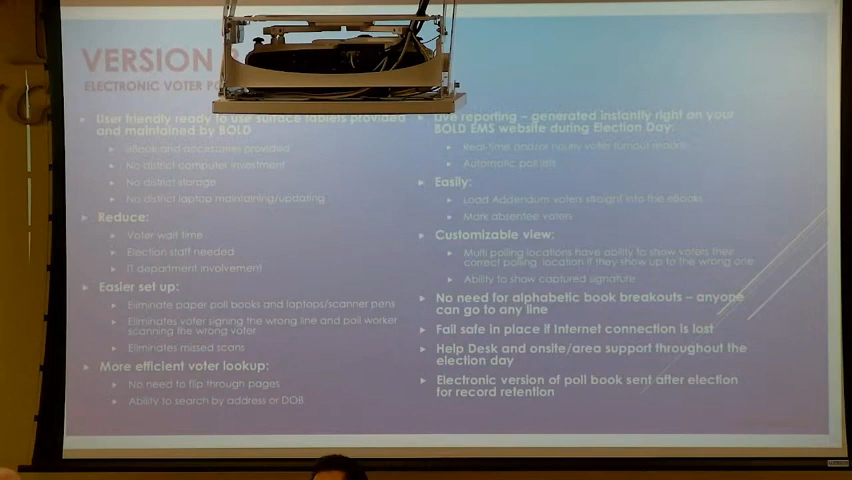 VERSION
ELECTRONIC VOTER PO
User friendly ready to use surface tablets provided
and maintained by BOLD
eBook and accessories provided
No district computer investment
No district storage
No district laptop maintaining/updating
Reduce:
Voter wait time
Election staff needed
IT department involvement
Easier set up:
Eliminate paper poll books and laptops/scanner pens
Eliminates voter signing the wrong line and poll worker
scanning the wrong voter
Eliminates missed scans
More efficient voter lookup:
No need to flip through pages
Ability to search by address or DOB
Live reporting – generated instantly right on your
BOLD EMS website during Election Day:
Real-time and/or hourly voter turnout reports
Automatic poll lists
Easily:
Load Addendum voters straight into the eBooks
Mark absentee voters
Customizable view:
Multi polling locations have ability to show voters their
correct polling location if they show up to the wrong one
Ability to show captured signature
No need for alphabetic book breakouts – anyone
can go to any line
Fail safe in place if Internet connection is lost
Help Desk and onsite/area support throughout the
election day
Electronic version of poll book sent after election
for record retention